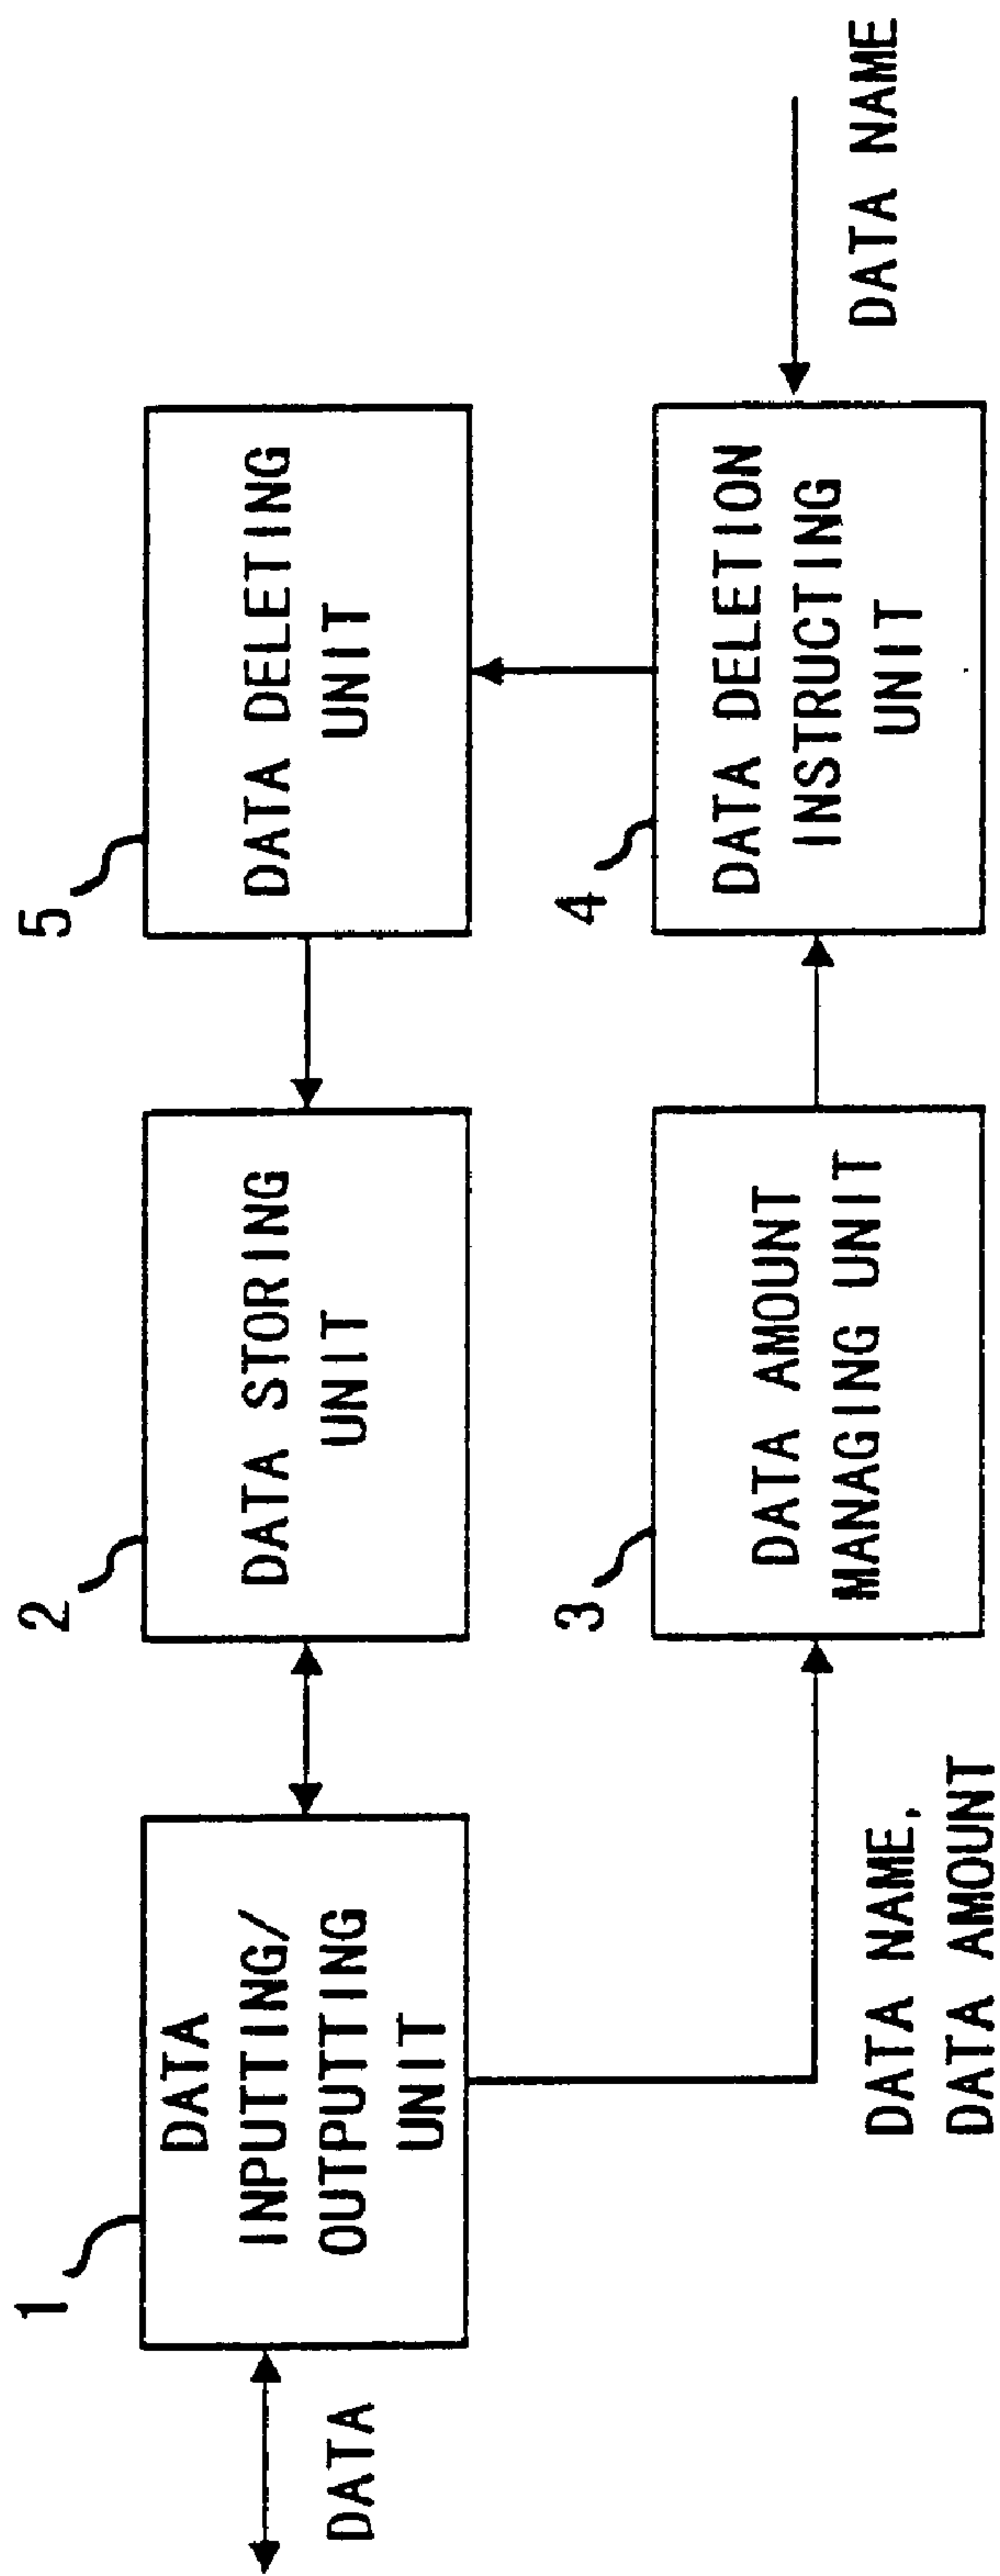 1
DATA
INPUTTING/
OUTPUTTING
UNIT
2
DATA STORING
UNIT
5
DATA DELETING
UNIT
DATA
3
DATA AMOUNT
MANAGING UNIT
4
DATA DELETION
INSTRUCTING
UNIT
DATA NAME,
DATA AMOUNT
DATA NAME